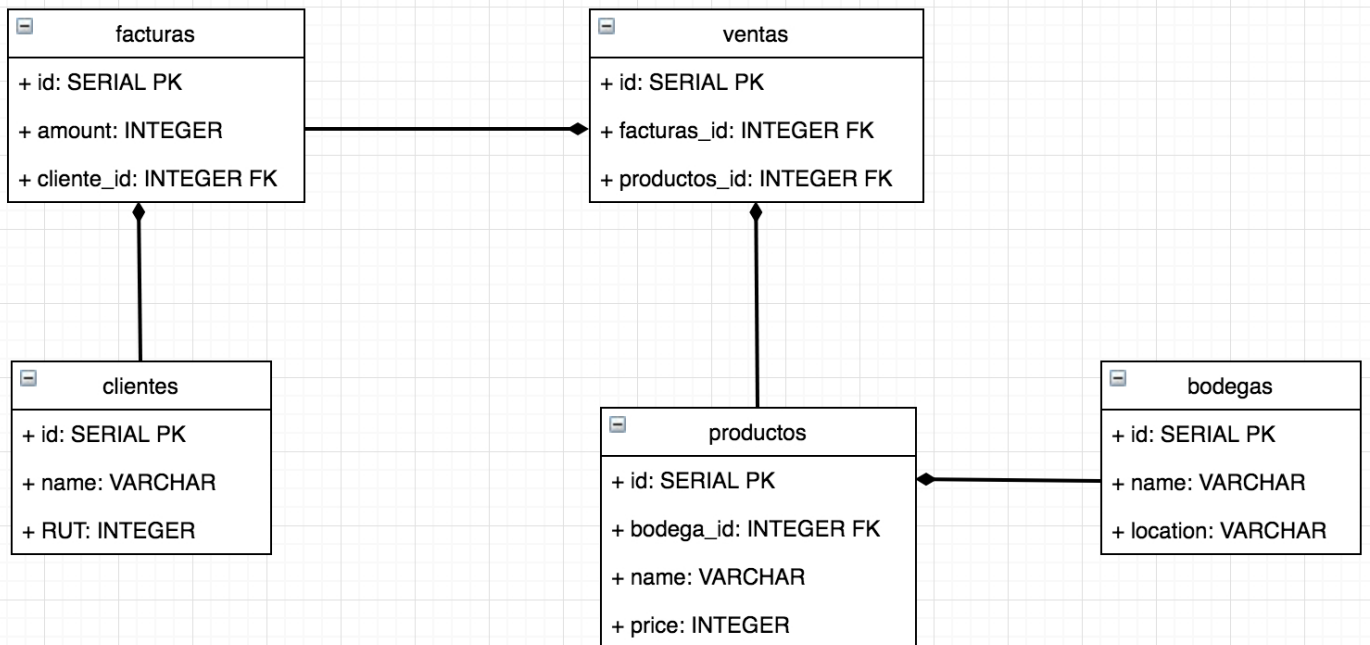 facturas
+ id: SERIAL PK
+ amount: INTEGER
+ cliente_id: INTEGER FK
ventas
+ id: SERIAL PK
+ facturas_id: INTEGER FK
+ productos_id: INTEGER FK
clientes
+ id: SERIAL PK
+ name: VARCHAR
+ RUT: INTEGER
productos
+ id: SERIAL PK
+ bodega_id: INTEGER FK
+ name: VARCHAR
+ price: INTEGER
bodegas
+ id: SERIAL PK
+ name: VARCHAR
+ location: VARCHAR